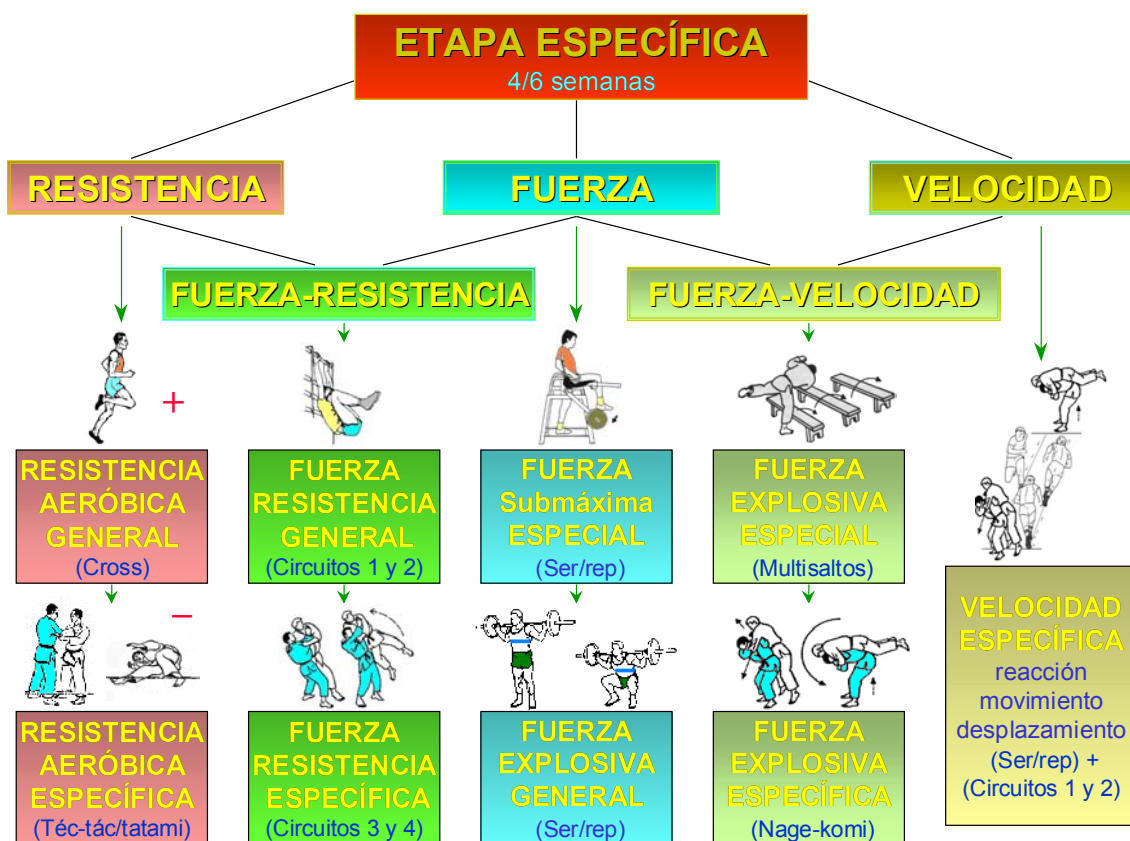 ETAPA ESPECÍFICA
4/6 semanas
RESISTENCIA
FUERZA
VELOCIDAD
FUERZA-RESISTENCIA
FUERZA-VELOCIDAD
+
RESISTENCIA
AERÓBICA
GENERAL
(Cross)
FUERZA
RESISTENCIA
GENERAL
(Circuitos 1 y 2)
FUERZA
Submáxima
ESPECIAL
(Ser/rep)
FUERZA
EXPLOSIVA
ESPECIAL
(Multisaltos)
VELOCIDAD
ESPECÍFICA
reacción
movimiento
desplazamiento
(Ser/rep) +
(Circuitos 1 y 2)
−
RESISTENCIA
AERÓBICA
ESPECÍFICA
(Téc-tác/tatami)
FUERZA
RESISTENCIA
ESPECÍFICA
(Circuitos 3 y 4)
FUERZA
EXPLOSIVA
GENERAL
(Ser/rep)
FUERZA
EXPLOSIVA
ESPECÍFICA
(Nage-komi)